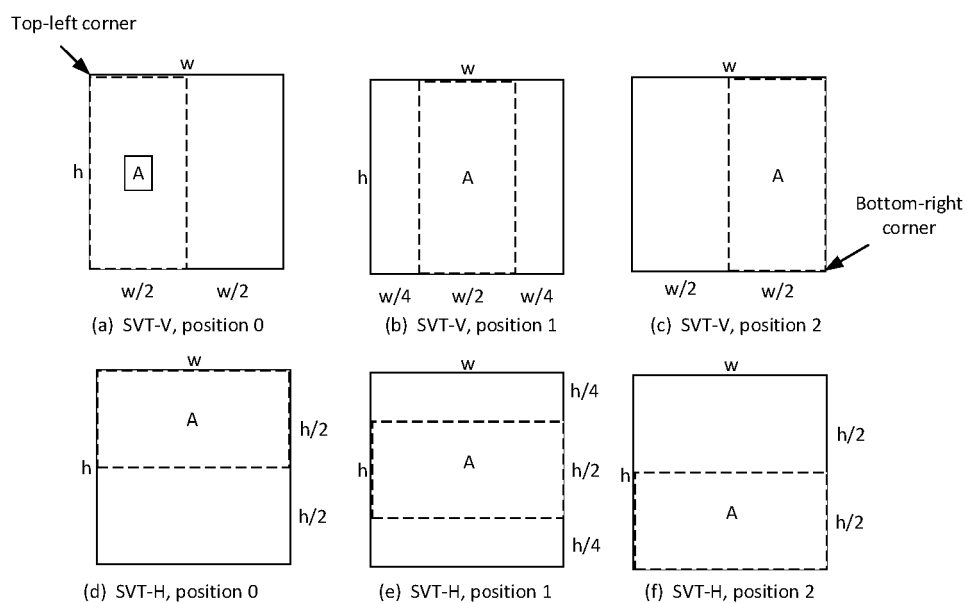 Top-left corner
w
w
w
h
A
h
A
A
Bottom-right
corner
w/2
w/2
w/4
w/2
w/4
w/2
w/2
(a) SVT-V, position 0
(b) SVT-V, position 1
(c) SVT-V, position 2
w
w
w
h/4
A
h/2
h/2
h
h
A
h/2
h
h/2
A
h/2
h/4
(d) SVT-H, position 0
(e) SVT-H, position 1
(f) SVT-H, position 2